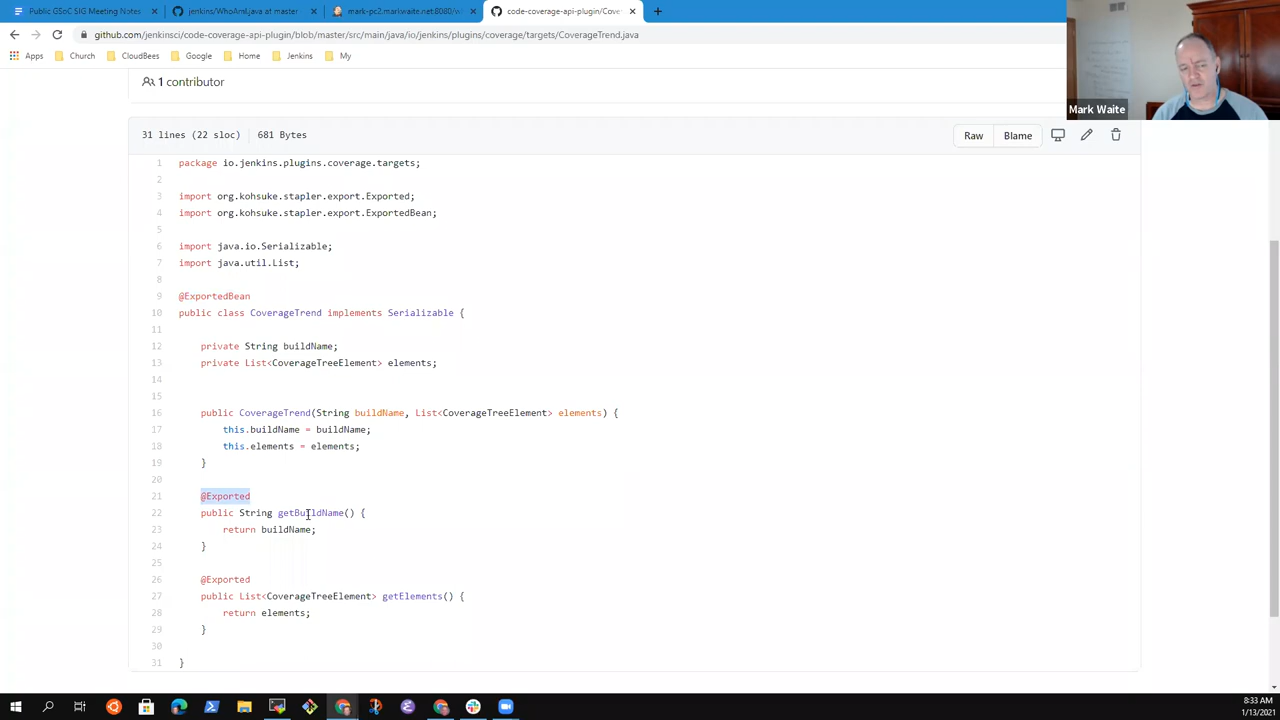 Public GSoC SIG Meeting Notes
jenkins/WhoAmI.java at master
mark-pc2.markwaite.net:8080/w
code-coverage-api-plugin/Cover
github.com/jenkinsci/code-coverage-api-plugin/blob/master/src/main/java/io/jenkins/plugins/coverage/targets/CoverageTrend.java
Apps Church CloudBees Google Home Jenkins My
1 contributor
Mark Waite
31 lines (22 sloc) 681 Bytes
Raw Blame
1 package io.jenkins.plugins.coverage.targets;
2
3 import org.kohsuke.stapler.export.Exported;
4 import org.kohsuke.stapler.export.ExportedBean;
5
6 import java.io.Serializable;
7 import java.util.List;
8
9 @ExportedBean
10 public class CoverageTrend implements Serializable {
11
12 private String buildName;
13 private List<CoverageTreeElement> elements;
14
15
16 public CoverageTrend(String buildName, List<CoverageTreeElement> elements) {
17 this.buildName = buildName;
18 this.elements = elements;
19 }
20
21 @Exported
22 public String getBuildName() {
23 return buildName;
24 }
25
26 @Exported
27 public List<CoverageTreeElement> getElements() {
28 return elements;
29 }
30
31 }
8:33 AM
1/13/2021